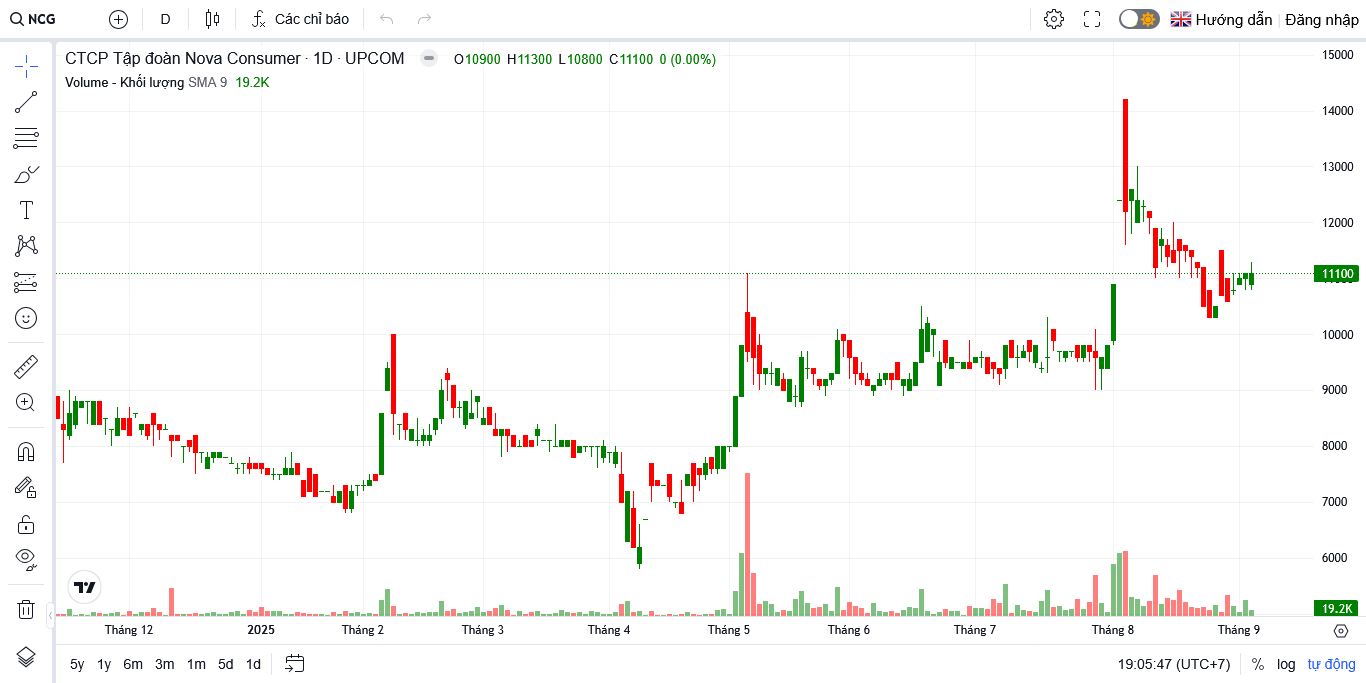 NCG D Các chỉ báo Hướng dẫn Đăng nhập
CTCP Tập đoàn Nova Consumer · 1D · UPCOM O10900 H11300 L10800 C11100 0 (0.00%)
Volume - Khối lượng SMA 9 19.2K
15000
14000
13000
12000
11100
11000
10000
9000
8000
7000
6000
19.2K
Tháng 12 2025 Tháng 2 Tháng 3 Tháng 4 Tháng 5 Tháng 6 Tháng 7 Tháng 8 Tháng 9
5y 1y 6m 3m 1m 5d 1d 19:05:47 (UTC+7) % log tự động